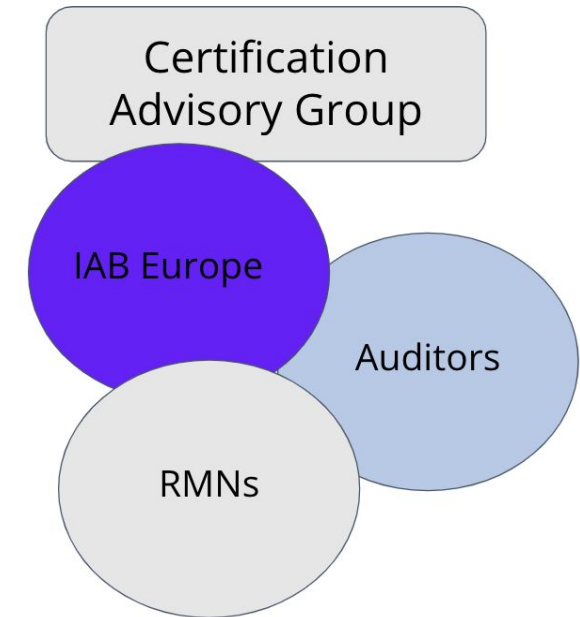 Certification
Advisory Group
IAB Europe
Auditors
RMNs